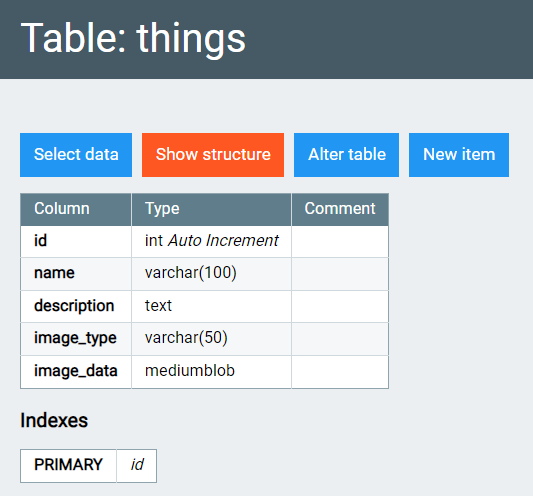 Table: things
Select data Show structure Alter table New item
Column Type Comment
id int Auto Increment
name varchar(100)
description text
image_type varchar(50)
image_data mediumblob
Indexes
PRIMARY id